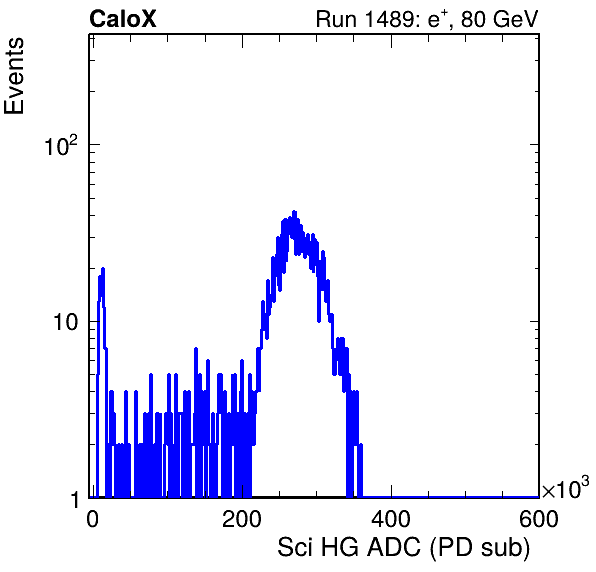 CaloX Run 1489: e⁺, 80 GeV
Events
10²
10
1
0 200 400 600
×10³
Sci HG ADC (PD sub)